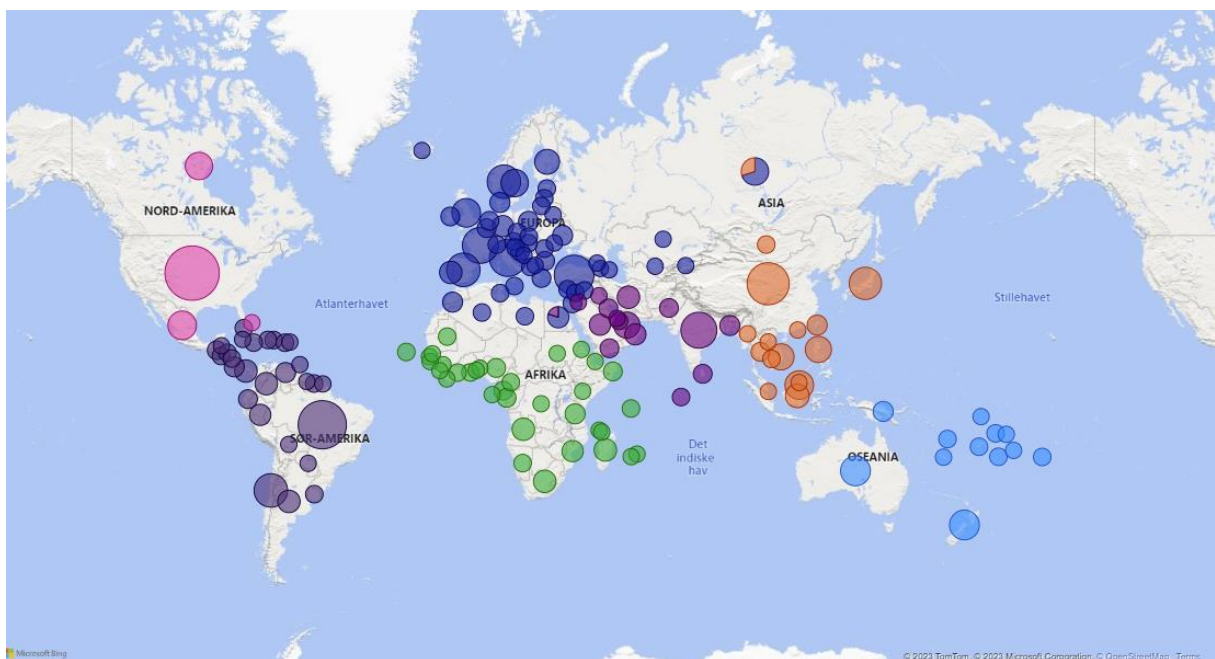 ASIA
NORD-AMERIKA
EUROPA
Atlanterhavet
Stillehavet
AFRIKA
SØR-AMERIKA
Det
indiske
hav
OSEANIA
Microsoft Bing
© 2023 TomTom, © 2023 Microsoft Corporation, © OpenStreetMap Terms